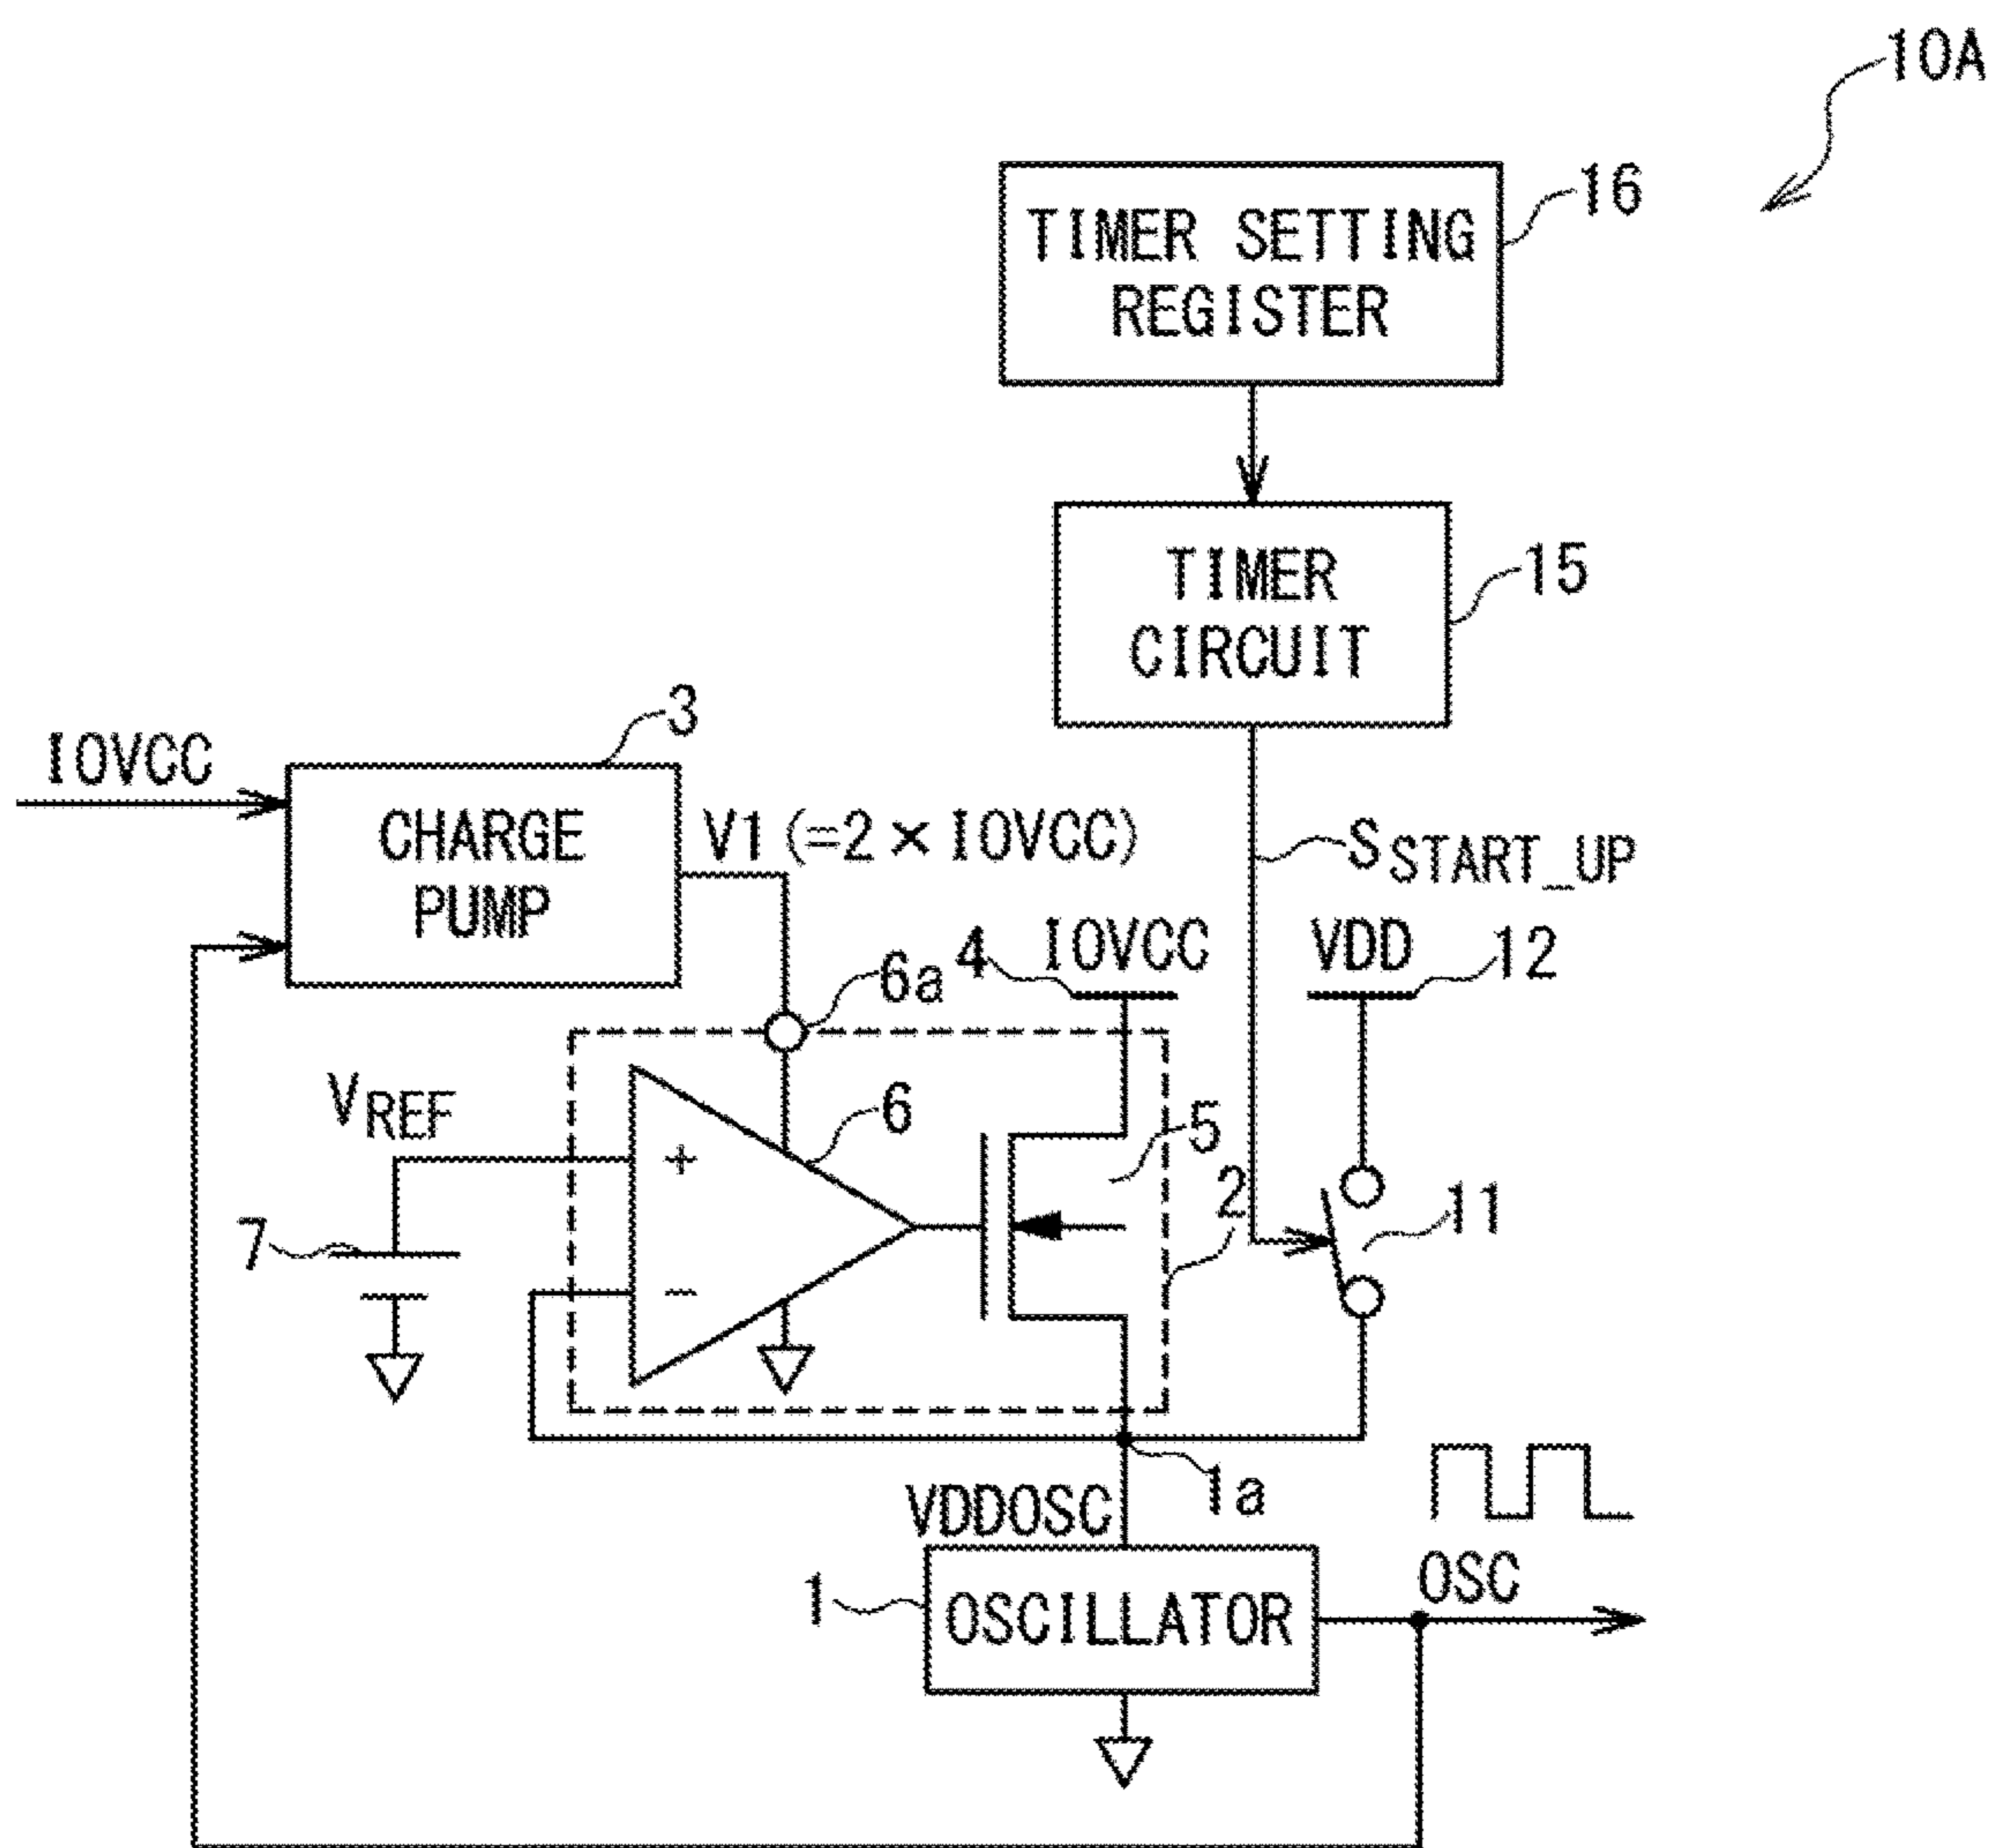 10A
TIMER SETTING
REGISTER
16
TIMER
CIRCUIT
15
IOVCC
3
CHARGE
PUMP
V1 (=2 × IOVCC)
S START_UP
6a
4
IOVCC
VDD
12
VREF
6
5
2
11
7
+
−
1a
VDDOSC
OSC
1
OSCILLATOR